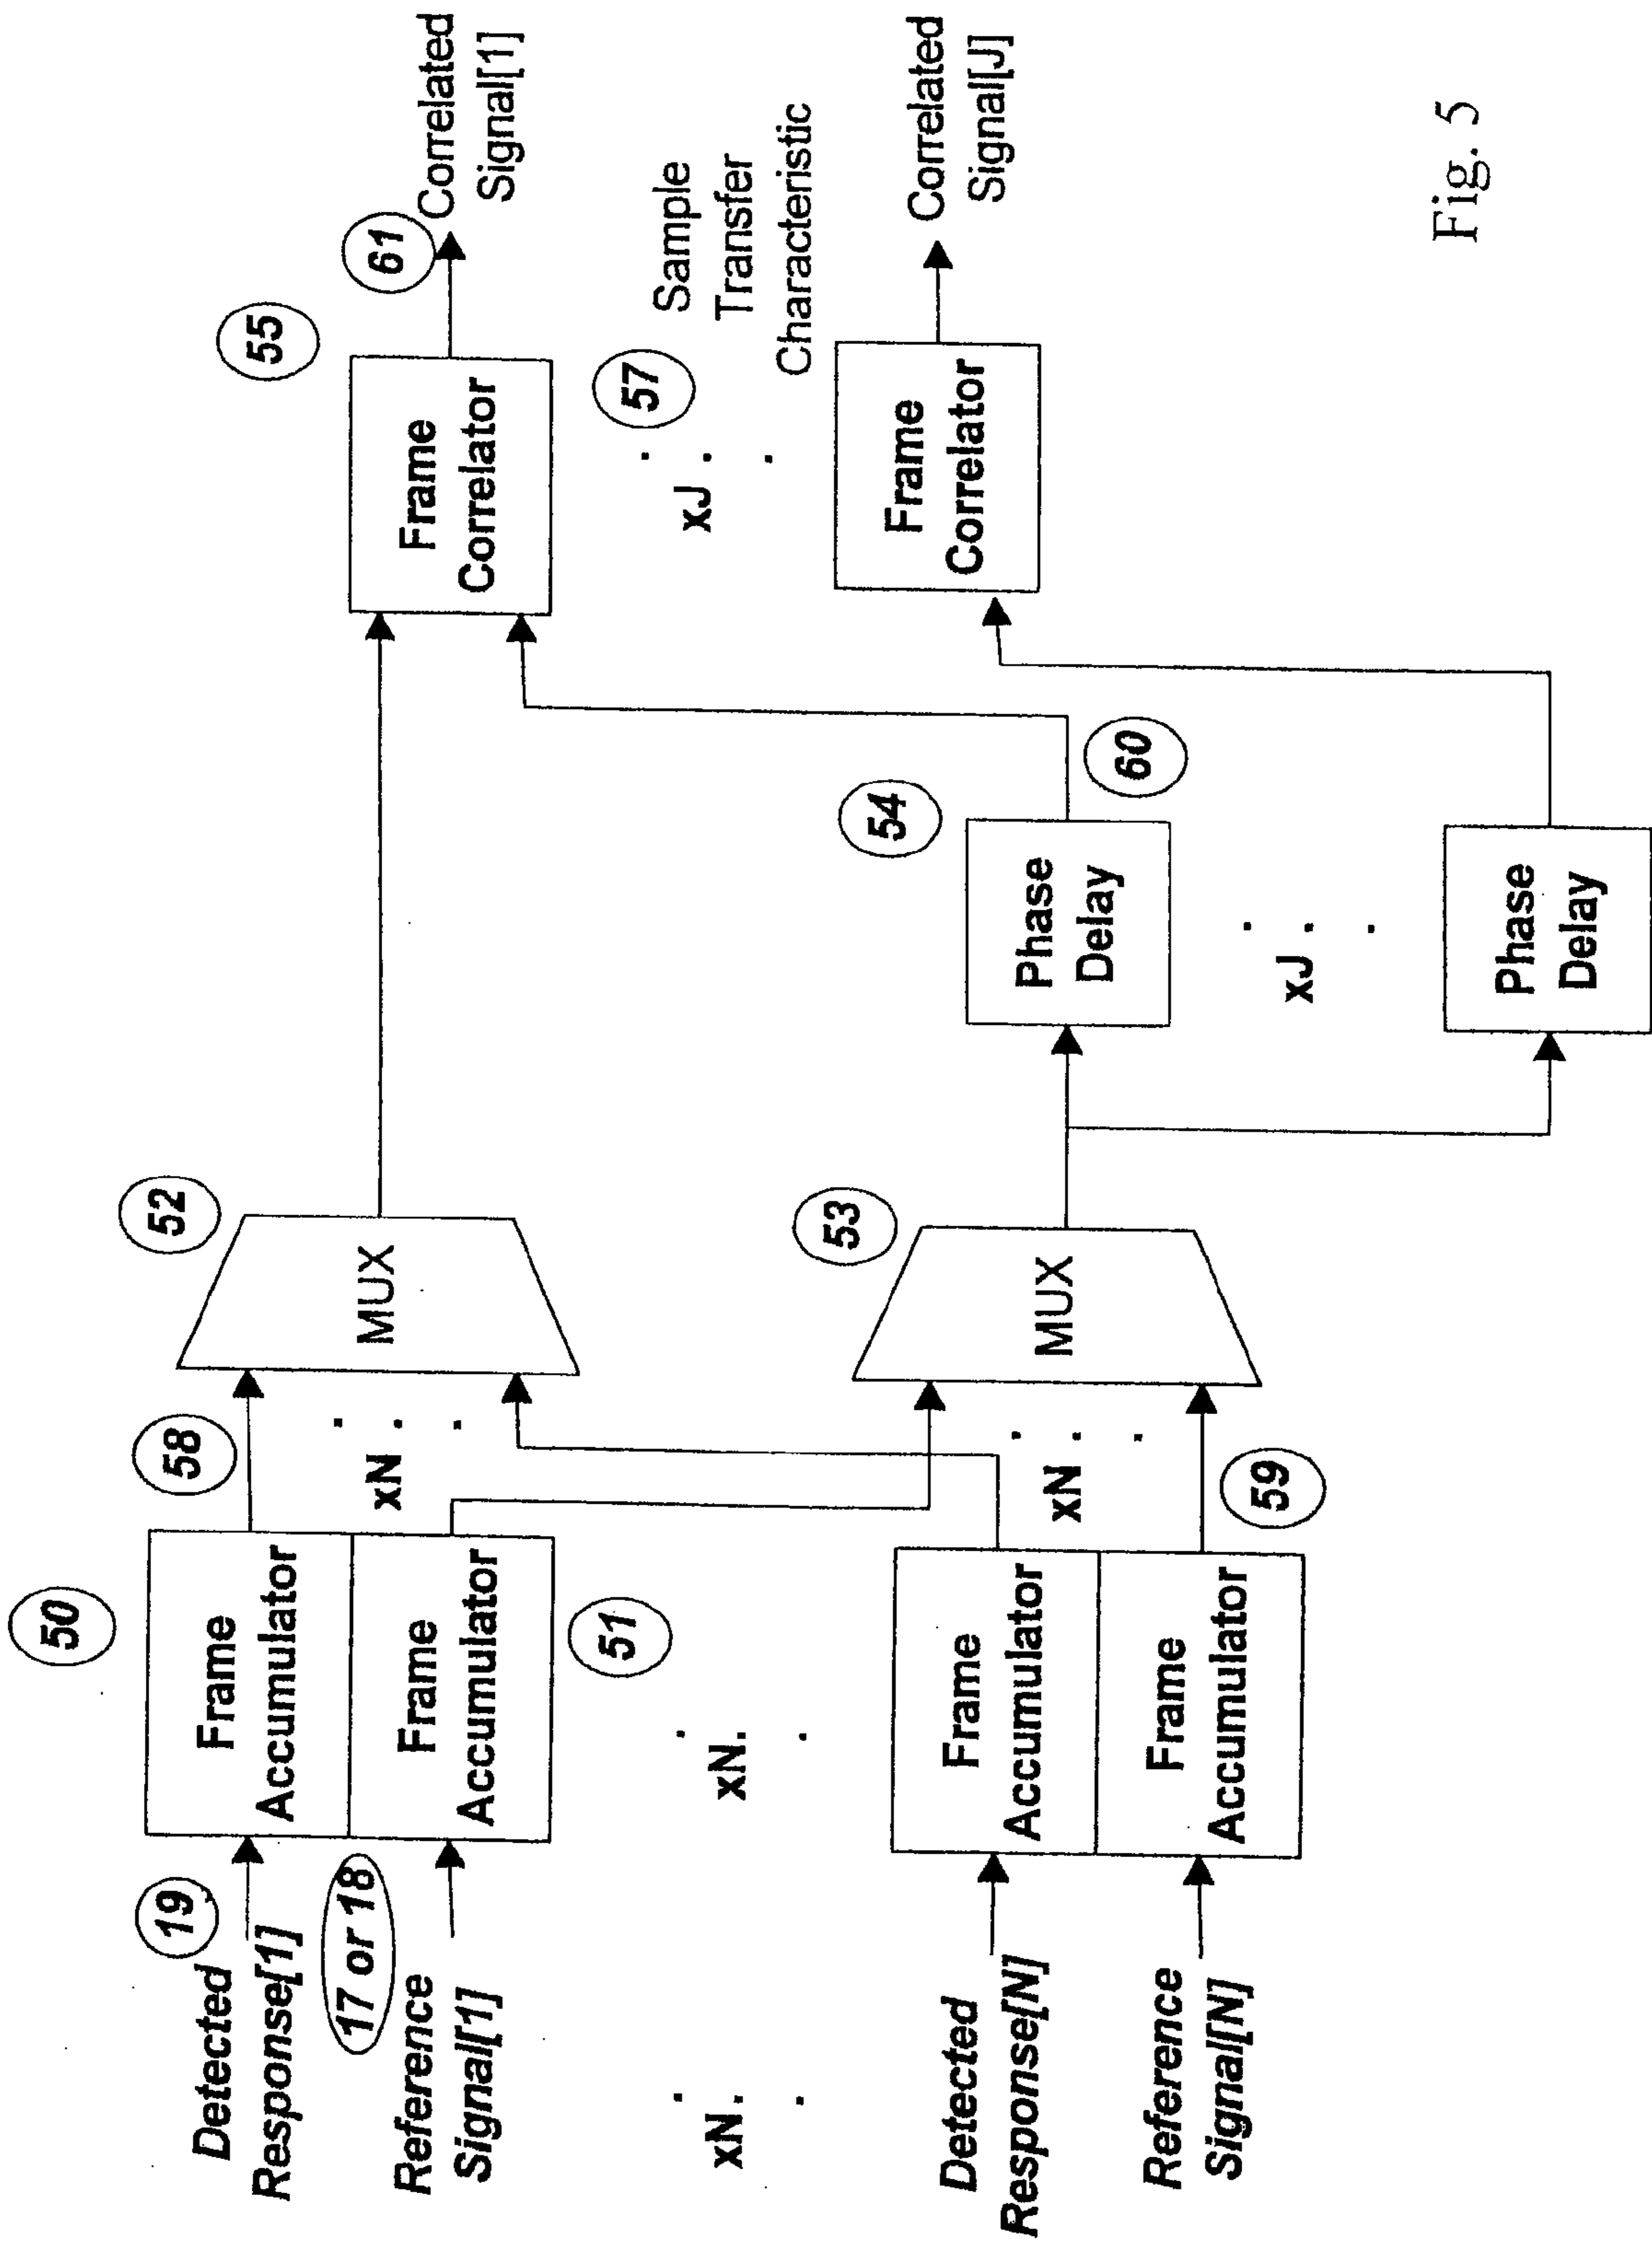 50
52
55
19
58
61
Detected
Response[1]
Frame
Accumulator
MUX
Frame
Correlator
Correlated
Signal[1]
17 or 18
Reference
Signal[1]
Frame
Accumulator
xN
51
57
xJ
Sample
Transfer
Characteristic
xN
xN
53
54
Detected
Response[N]
Frame
Accumulator
xN
MUX
Phase
Delay
Frame
Correlator
Correlated
Signal[J]
60
Reference
Signal[N]
Frame
Accumulator
59
xJ
Phase
Delay
Fig. 5